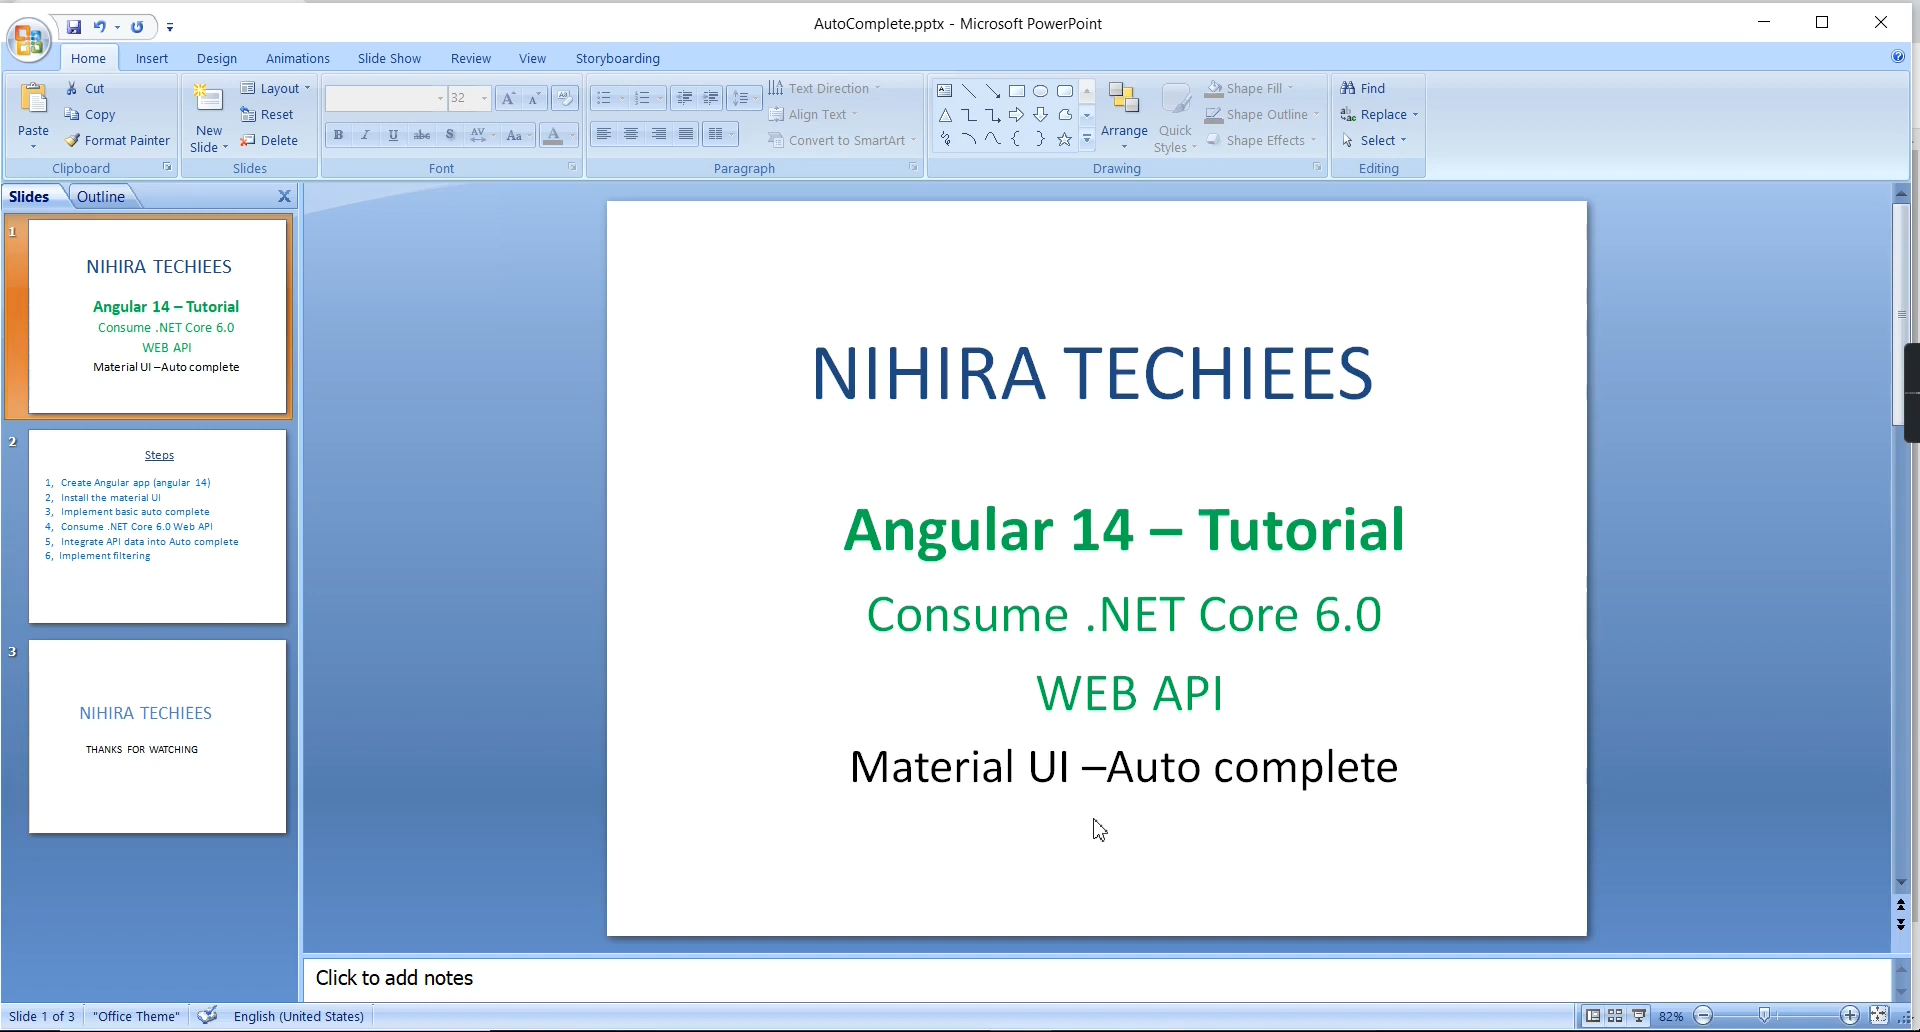 AutoComplete.pptx - Microsoft PowerPoint
Home Insert Design Animations Slide Show Review View Storyboarding
Paste
Cut
Copy
Format Painter
Clipboard
New
Slide
Layout
Reset
Delete
Slides
32
B I U abc S AV Aa A
Font
Text Direction
Align Text
Convert to SmartArt
Paragraph
Arrange
Quick
Styles
Shape Fill
Shape Outline
Shape Effects
Drawing
Find
Replace
Select
Editing
Slides Outline X
1
NIHIRA TECHIEES
Angular 14 – Tutorial
Consume .NET Core 6.0
WEB API
Material UI –Auto complete
2
Steps
1, Create Angular app (angular 14)
2, Install the material UI
3, Implement basic auto complete
4, Consume .NET Core 6.0 Web API
5, Integrate API data into Auto complete
6, Implement filtering
3
NIHIRA TECHIEES
THANKS FOR WATCHING
NIHIRA TECHIEES
Angular 14 – Tutorial
Consume .NET Core 6.0
WEB API
Material UI –Auto complete
Click to add notes
Slide 1 of 3 "Office Theme" English (United States) 82%